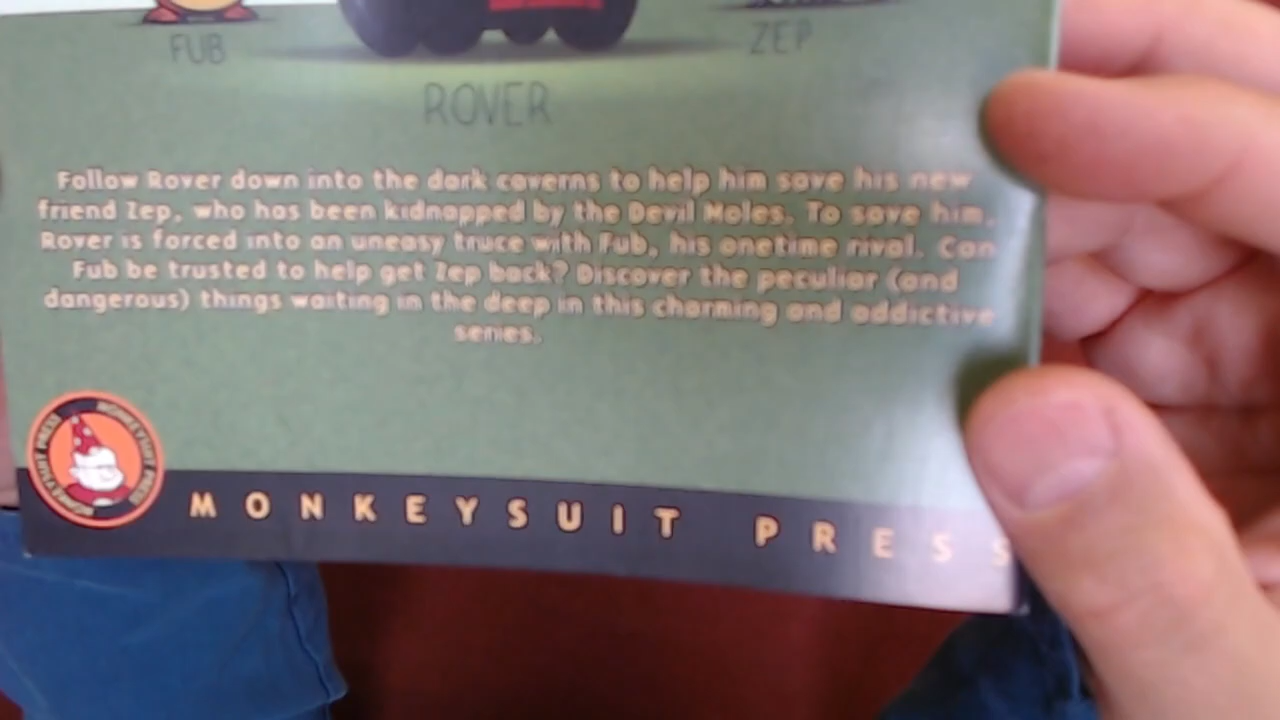 FUB
ZEP
ROVER
Follow Rover down into the dark caverns to help him save his new
friend Zep, who has been kidnapped by the Devil Moles. To save him,
Rover is forced into an uneasy truce with Fub, his onetime rival. Can
Fub be trusted to help get Zep back? Discover the peculiar (and
dangerous) things waiting in the deep in this charming and addictive
series.
MONKEYSUIT PRESS
MONKEYSUIT PRESS